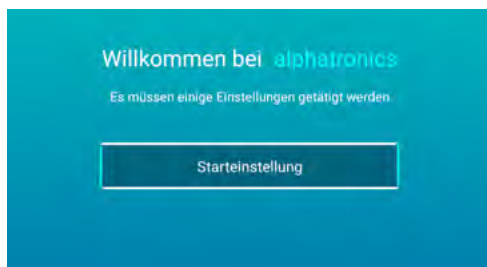 Willkommen bei alphatronics
Es müssen einige Einstellungen getätigt werden
Starteinstellung